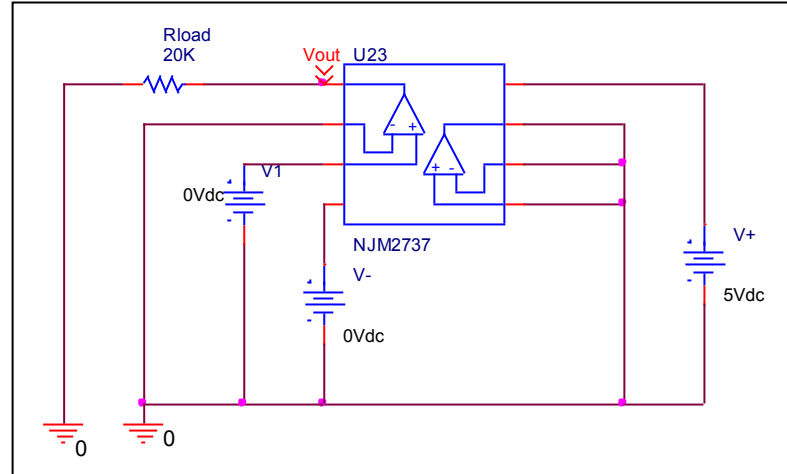 Rload
20K
Vout
U23
V1
0Vdc
NJM2737
V-
0Vdc
V+
5Vdc
- +
+ -
0
0